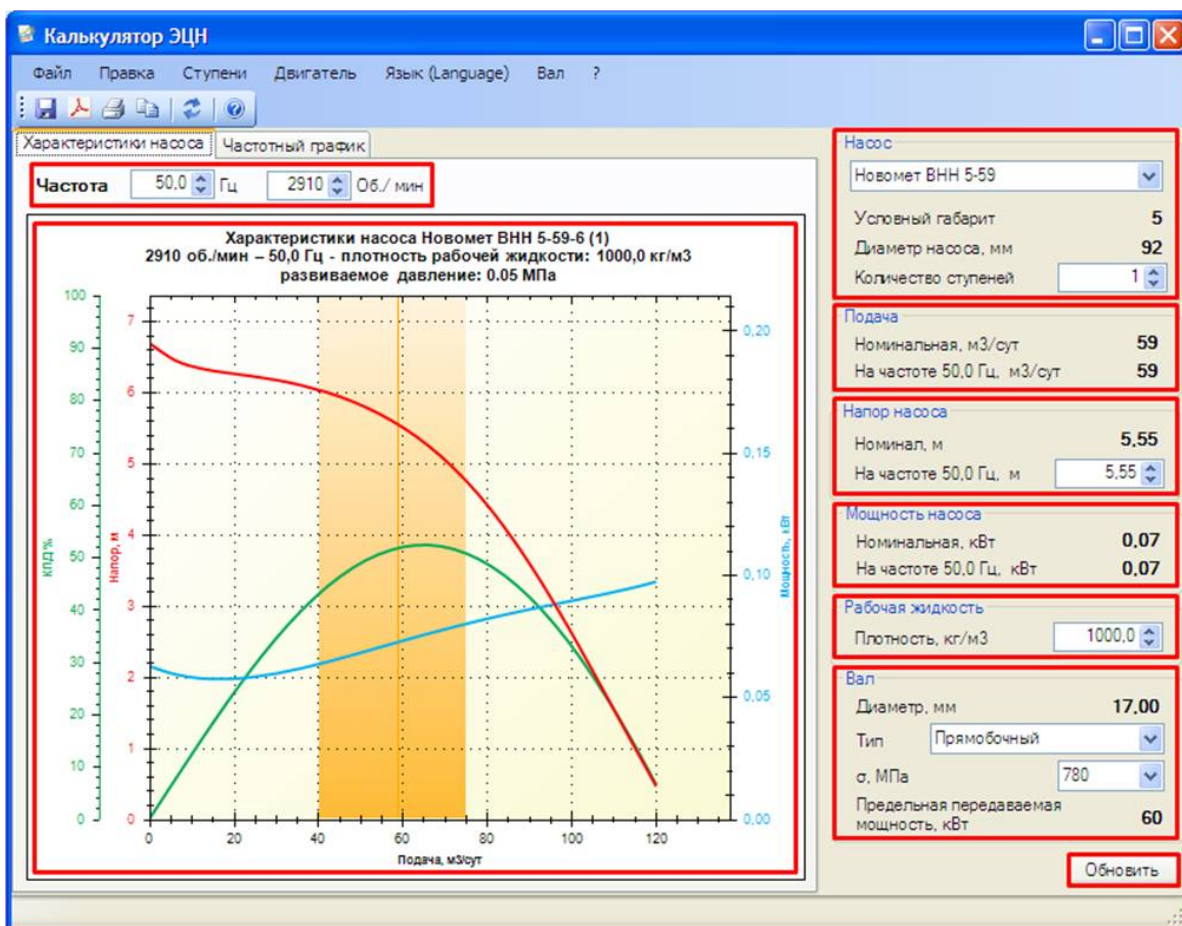 Калькулятор ЭЦН
Файл Правка Ступени Двигатель Язык (Language) Вал ?
Характеристики насоса Частотный график
Частота 50,0 Гц 2910 Об./ мин
Характеристики насоса Новомет ВНН 5-59-6 (1)
2910 об./мин – 50,0 Гц - плотность рабочей жидкости: 1000,0 кг/м3
развиваемое давление: 0.05 МПа
КПД%
100
90
80
70
60
50
40
30
20
10
0
Напор, м
7
6
5
4
3
2
1
0
0,20
0,15
0,10
0,05
0,00
Мощность, кВт
0 20 40 60 80 100 120
Подача, м3/сут
Насос
Новомет ВНН 5-59
Условный габарит 5
Диаметр насоса, мм 92
Количество ступеней 1
Подача
Номинальная, м3/сут 59
На частоте 50,0 Гц, м3/сут 59
Напор насоса
Номинал, м 5,55
На частоте 50,0 Гц, м 5,55
Мощность насоса
Номинальная, кВт 0,07
На частоте 50,0 Гц, кВт 0,07
Рабочая жидкость
Плотность, кг/м3 1000,0
Вал
Диаметр, мм 17,00
Тип Прямобочный
σ, МПа 780
Предельная передаваемая
мощность, кВт 60
Обновить